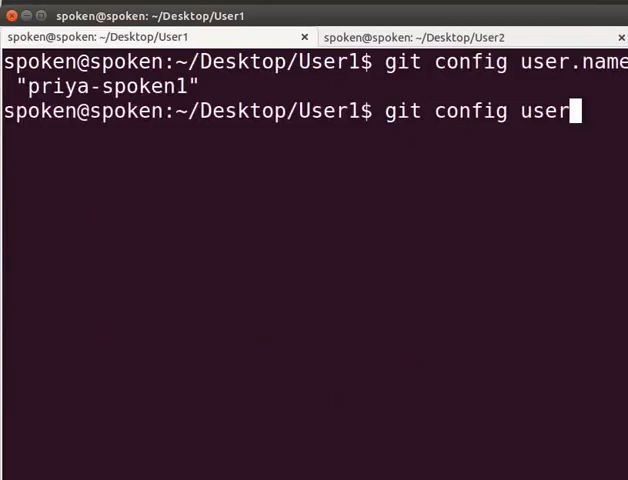 spoken@spoken: ~/Desktop/User1
spoken@spoken: ~/Desktop/User1 × spoken@spoken: ~/Desktop/User2 ×
spoken@spoken:~/Desktop/User1$ git config user.name
"priya-spoken1"
spoken@spoken:~/Desktop/User1$ git config user